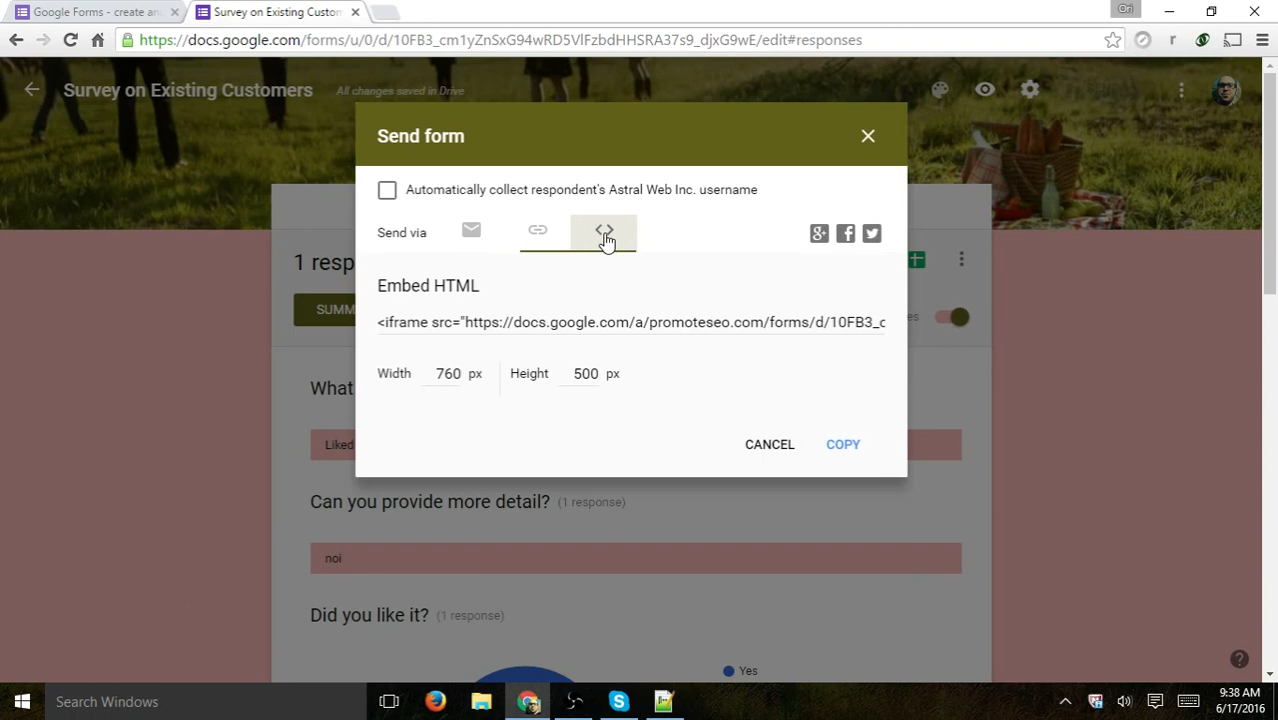 Google Forms - create an
Survey on Existing Custom
Ori
https://docs.google.com/forms/u/0/d/10FB3_cm1yZnSxG94wRD5VlFzbdHHSRA37s9_djxG9wE/edit#responses
Survey on Existing Customers
All changes saved in Drive
Send form
Automatically collect respondent's Astral Web Inc. username
Send via
1 resp
Embed HTML
SUMM
es
<iframe src="https://docs.google.com/a/promoteseo.com/forms/d/10FB3_c
Width 760 px Height 500 px
What
Liked
CANCEL COPY
Can you provide more detail? (1 response)
noi
Did you like it? (1 response)
Yes
Search Windows
9:38 AM
6/17/2016